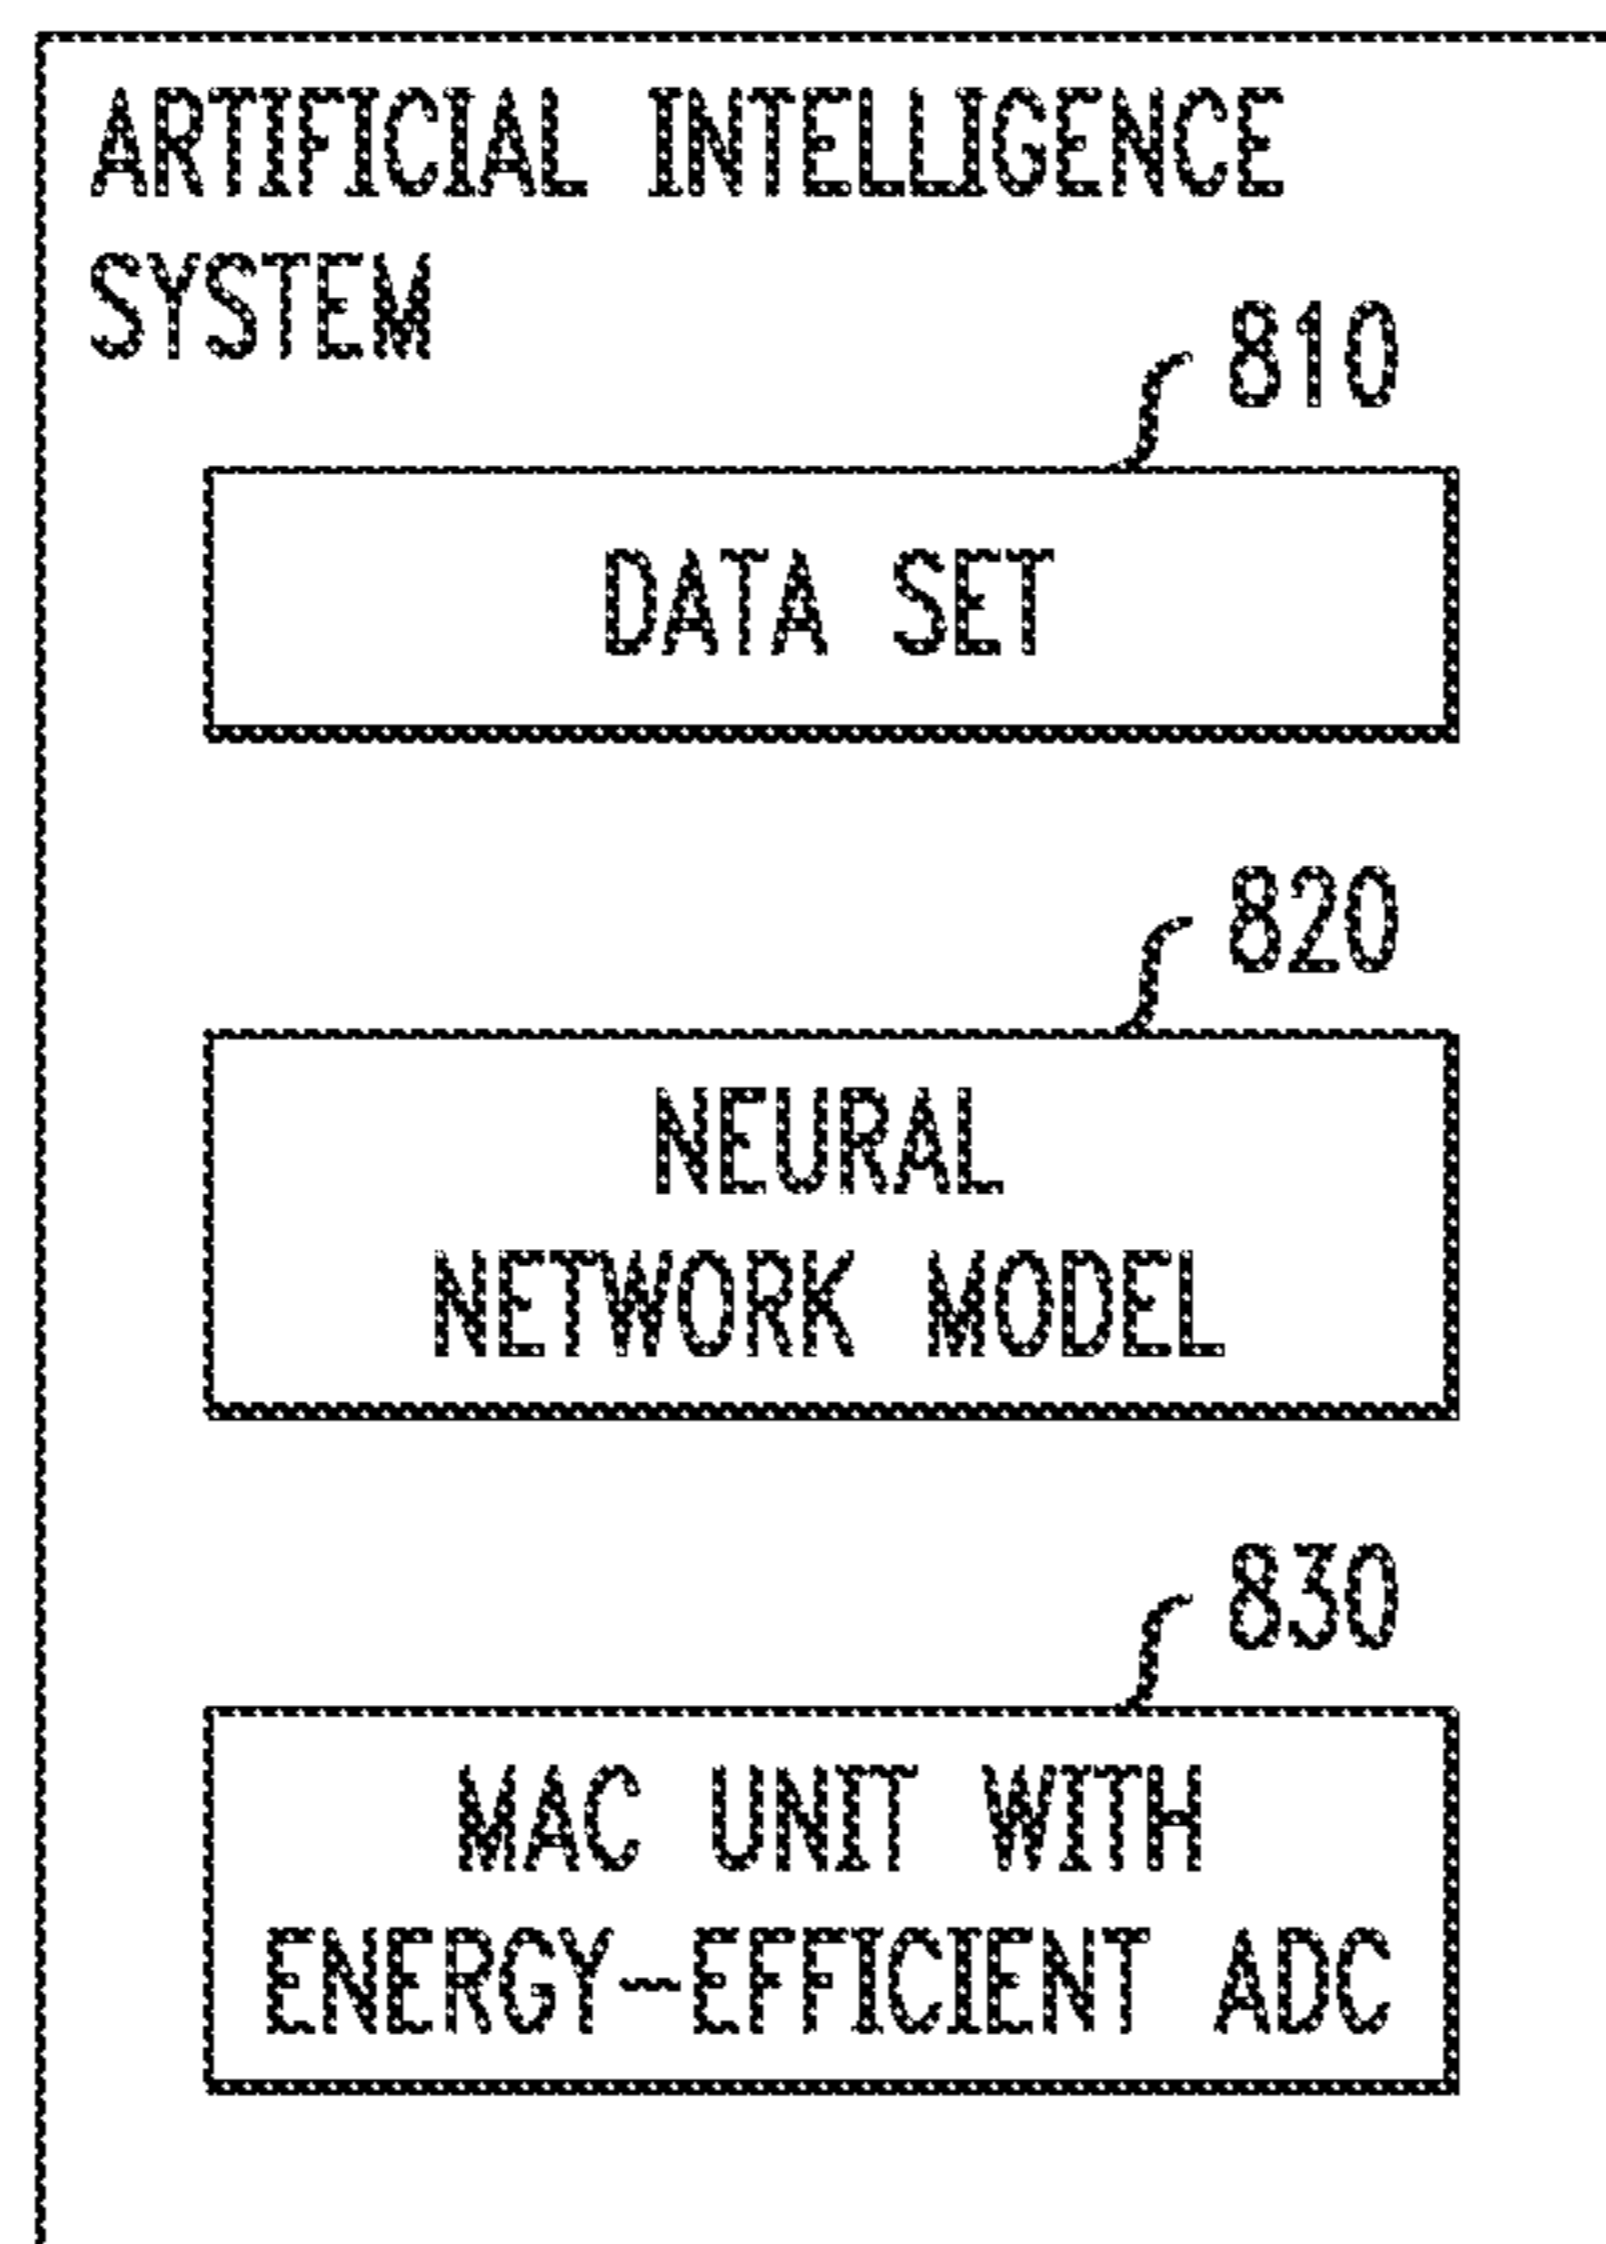 ARTIFICIAL INTELLIGENCE
SYSTEM
810
DATA SET
820
NEURAL
NETWORK MODEL
830
MAC UNIT WITH
ENERGY-EFFICIENT ADC